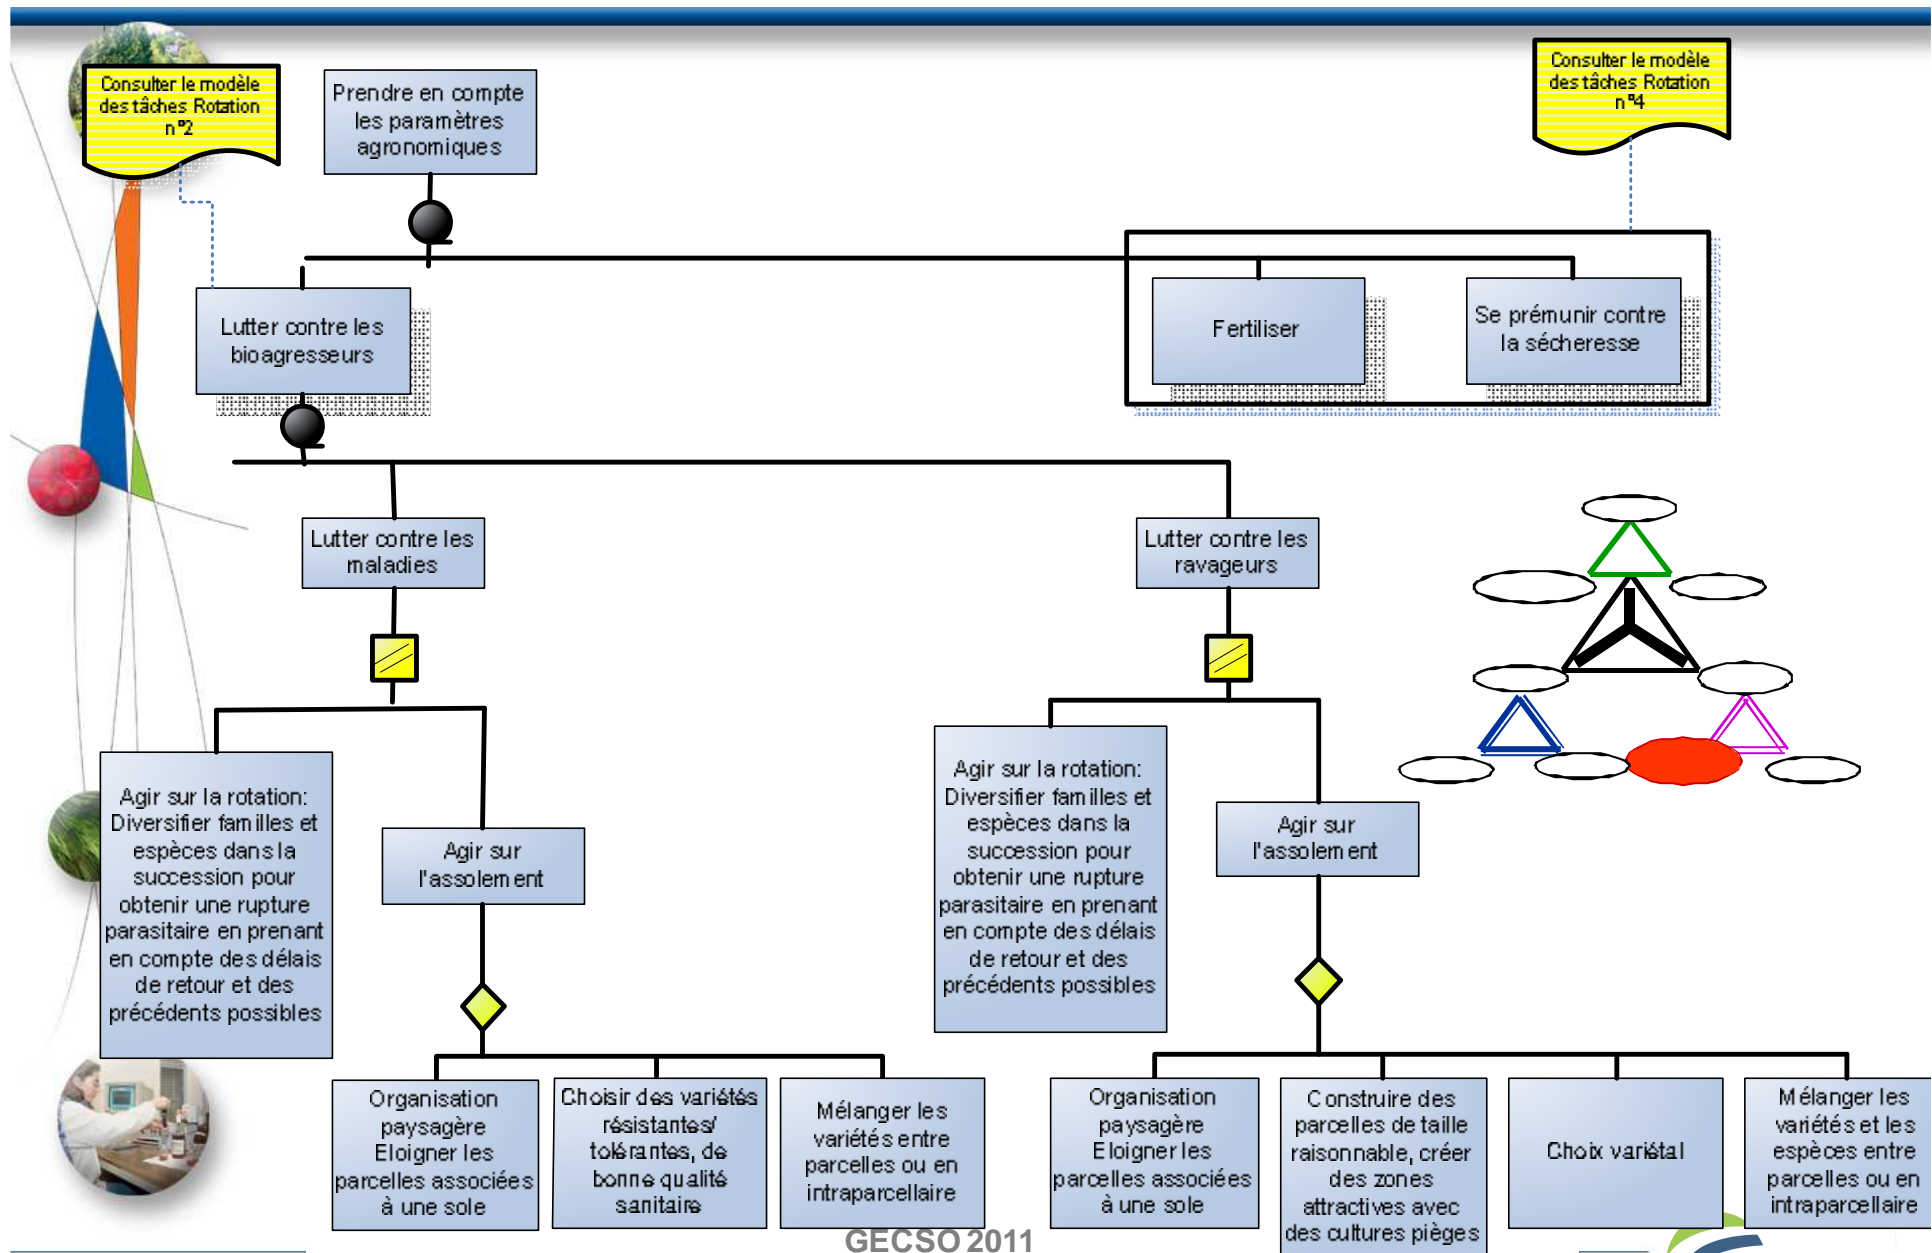 Consulter le modèle
des tâches Rotation
n°2
Prendre en compte
les paramètres
agronomiques
Consulter le modèle
des tâches Rotation
n°4
Lutter contre les
bioagresseurs
Fertiliser
Se prémunir contre
la sécheresse
Lutter contre les
maladies
Lutter contre les
ravageurs
Agir sur la rotation:
Diversifier familles et
espèces dans la
succession pour
obtenir une rupture
parasitaire en prenant
en compte des délais
de retour et des
précédents possibles
Agir sur
l'assolement
Agir sur la rotation:
Diversifier familles et
espèces dans la
succession pour
obtenir une rupture
parasitaire en prenant
en compte des délais
de retour et des
précédents possibles
Agir sur
l'assolement
Organisation
paysagère
Eloigner les
parcelles associées
à une sole
Choisir des variétés
résistantes/
tolérantes, de
bonne qualité
sanitaire
Mélanger les
variétés entre
parcelles ou en
intraparcellaire
Organisation
paysagère
Eloigner les
parcelles associées
à une sole
Construire des
parcelles de taille
raisonnable, créer
des zones
attractives avec
des cultures pièges
Choix variétal
Mélanger les
variétés et les
espèces entre
parcelles ou en
intraparcellaire
GECSO 2011